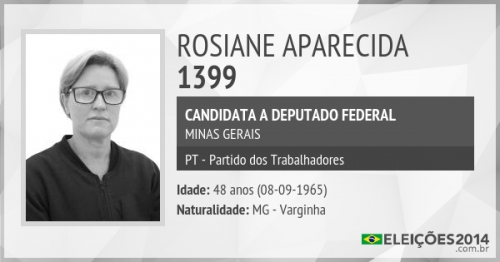 ROSIANE APARECIDA
1399
CANDIDATA A DEPUTADO FEDERAL
MINAS GERAIS
PT - Partido dos Trabalhadores
Idade: 48 anos (08-09-1965)
Naturalidade: MG - Varginha
ELEIÇÕES2014
.com.br